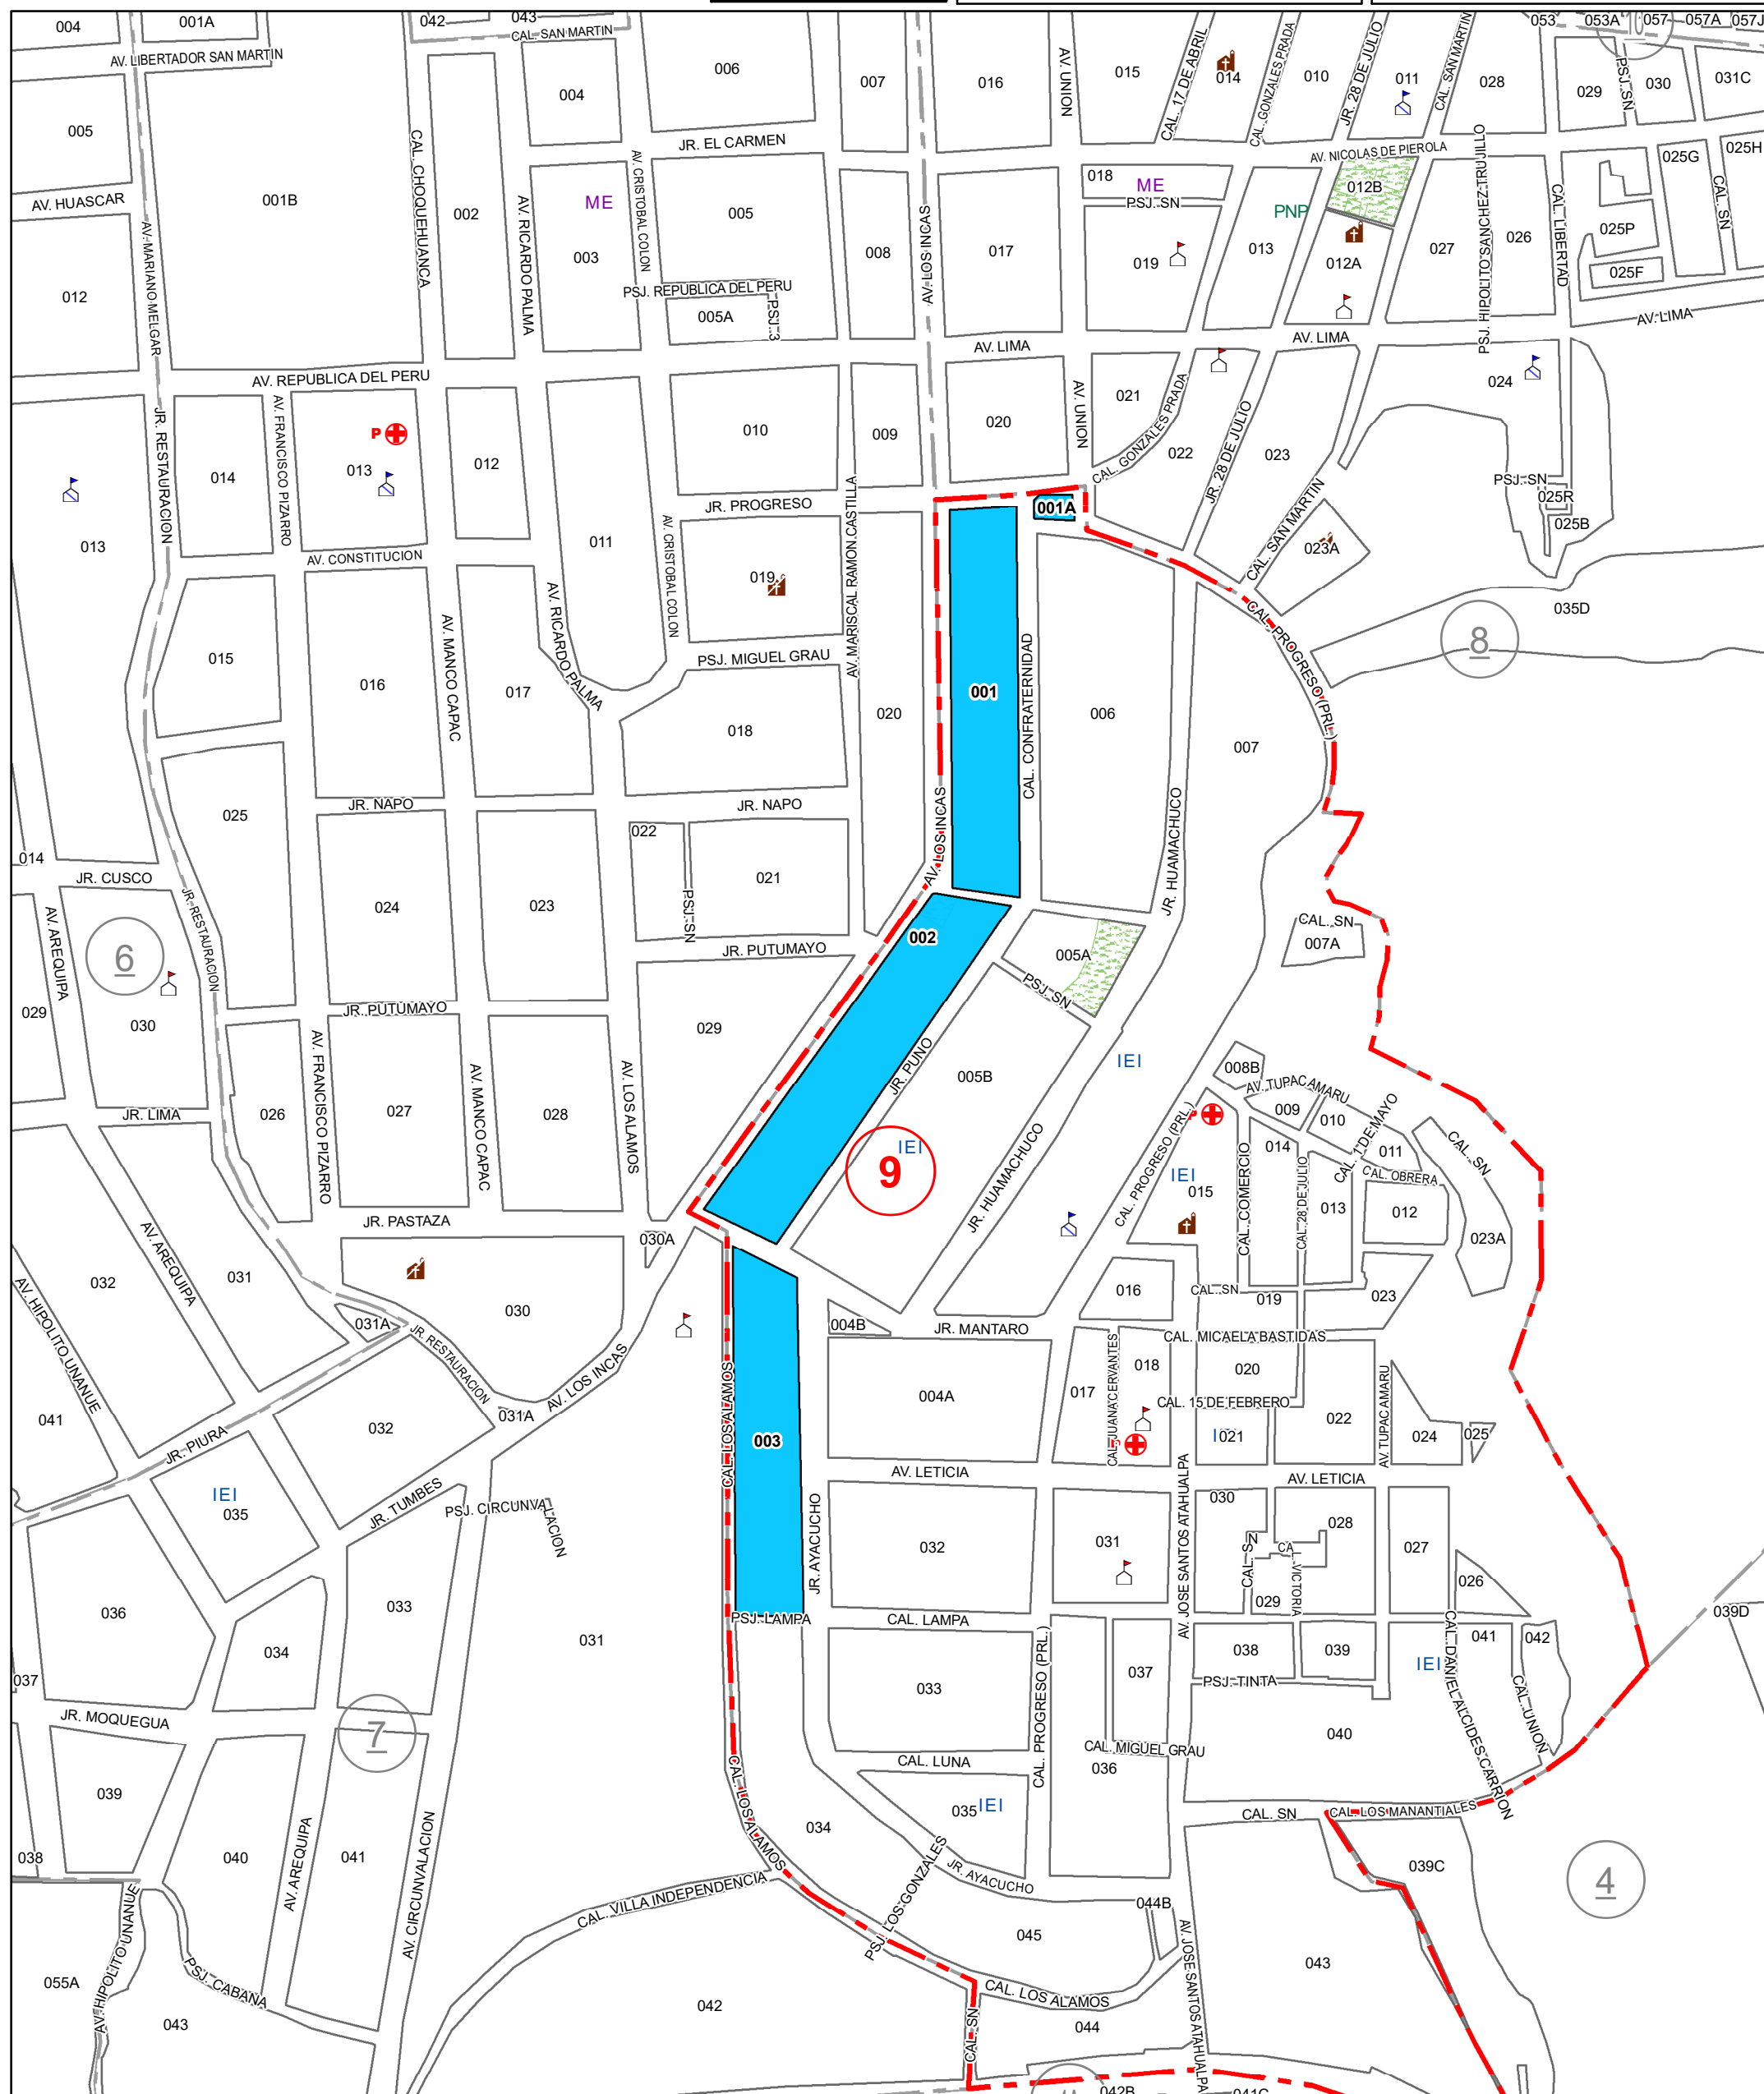 004
001A
042
043
CAL. SAN MARTIN
AV. LIBERTADOR SAN MARTIN
006
007
016
AV. UNION
015
CAL. 17 DE ABRIL
014
CAL. GONZALES PRADA
010
JR. 28 DE JULIO
011
CAL. SAN MARTIN
028
053
053A
057
057A
057J
10
029
PSJ. SN
030
031C
004
005
JR. EL CARMEN
AV. NICOLAS DE PIEROLA
025G
025H
001B
CAL. CHOQUEHUANCA
002
AV. RICARDO PALMA
ME
003
AV. CRISTOBAL COLON
005
008
AV. LOS INCAS
017
018
ME
PSJ. SN
019
PNP
013
012B
012A
027
PSJ. HIPOLITO SANCHEZ TRUJILLO
026
CAL. LIBERTAD
025P
025F
CAL. SN
AV. HUASCAR
AV. MARIANO MELGAR
012
PSJ. REPUBLICA DEL PERU
005A
PSJ. 3
AV. LIMA
AV. LIMA
AV. LIMA
AV. REPUBLICA DEL PERU
JR. RESTAURACION
014
AV. FRANCISCO PIZARRO
P
013
012
011
010
009
020
AV. UNION
021
CAL. GONZALES PRADA
022
JR. 28 DE JULIO
023
024
PSJ. SN
025R
025B
013
AV. CONSTITUCION
JR. PROGRESO
AV. CRISTOBAL COLON
019
AV. MARISCAL RAMON CASTILLA
001A
CAL. SAN MARTIN
023A
035D
8
CAL. PROGRESO (PRL.)
015
016
AV. MANCO CAPAC
017
AV. RICARDO PALMA
PSJ. MIGUEL GRAU
018
020
001
CAL. CONFRATERNIDAD
006
007
JR. NAPO
JR. NAPO
025
022
021
PSJ. SN
AV. LOS INCAS
JR. HUAMACHUCO
014
JR. CUSCO
AV. AREQUIPA
6
JR. RESTAURACION
024
023
JR. PUTUMAYO
002
005A
PSJ. SN
CAL. SN
007A
029
030
JR. PUTUMAYO
029
JR. PUNO
005B
IEI
008B
AV. TUPAC AMARU
009
010
CAL. 1° DE MAYO
011
CAL. SN
JR. LIMA
026
AV. FRANCISCO PIZARRO
027
AV. MANCO CAPAC
028
AV. LOS ALAMOS
9
IEI
JR. HUAMACHUCO
CAL. PROGRESO (PRL.)
IEI
015
CAL. COMERCIO
014
CAL. 28 DE JULIO
013
CAL. OBRERA
012
023A
JR. PASTAZA
030A
032
AV. AREQUIPA
031
AV. HIPOLITO UNANUE
031A
030
JR. RESTAURACION
004B
JR. MANTARO
016
CAL. SN
019
023
CAL. MICAELA BASTIDAS
041
JR. PIURA
032
031A
AV. LOS INCAS
CAL. LOS ALAMOS
003
004A
017
CAL. JUANA CERVANTES
018
020
CAL. 15 DE FEBRERO
021
022
AV. TUPAC AMARU
024
025
AV. LETICIA
AV. LETICIA
IEI
035
JR. TUMBES
PSJ. CIRCUNVALACION
JR. AYACUCHO
032
031
AV. JOSE SANTOS ATAHUALPA
030
CAL. SN
CAL. VICTORIA
028
029
027
026
036
034
033
031
PSJ. LAMPA
CAL. LAMPA
CAL. PROGRESO (PRL.)
037
038
039
PSJ. TINTA
IEI
CAL. DANIEL ALCIDES CARRION
041
042
CAL. UNION
039D
037
JR. MOQUEGUA
7
033
CAL. LUNA
CAL. MIGUEL GRAU
036
040
039
038
040
AV. AREQUIPA
041
AV. CIRCUNVALACION
CAL. LOS ALAMOS
034
035
IEI
CAL. SN
CAL. LOS MANANTIALES
039C
4
CAL. VILLA INDEPENDENCIA
PSJ. LOS GONZALES
JR. AYACUCHO
045
044B
AV. JOSE SANTOS ATAHUALPA
043
055A
AV. HIPOLITO UNANUE
PSJ. CABANA
043
042
CAL. SN
CAL. LOS ALAMOS
044
042B
041C